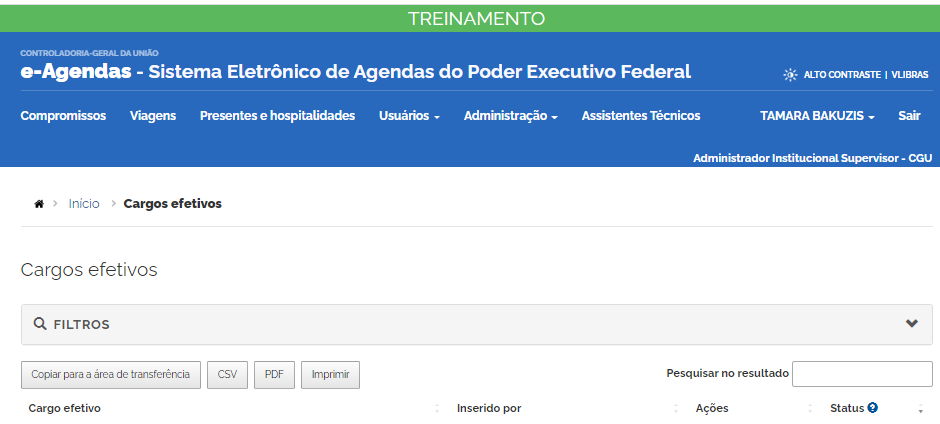 TREINAMENTO
CONTROLADORIA-GERAL DA UNIÃO
e-Agendas - Sistema Eletrônico de Agendas do Poder Executivo Federal
ALTO CONTRASTE | VLIBRAS
Compromissos Viagens Presentes e hospitalidades Usuários Administração Assistentes Técnicos TAMARA BAKUZIS Sair
Administrador Institucional Supervisor - CGU
Início > Cargos efetivos
Cargos efetivos
FILTROS
Copiar para a área de transferência CSV PDF Imprimir Pesquisar no resultado
Cargo efetivo Inserido por Ações Status ?